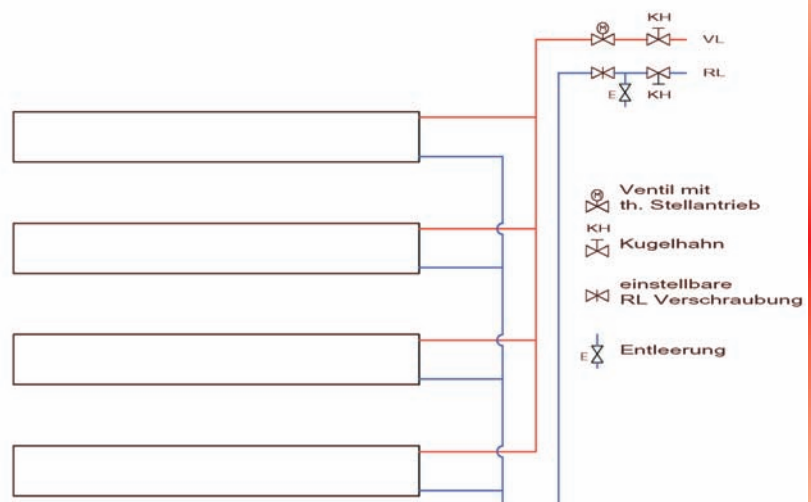 KH
M
VL
RL
E
KH
M
Ventil mit
th. Stellantrieb
KH
Kugelhahn
einstellbare
RL Verschraubung
E
Entleerung